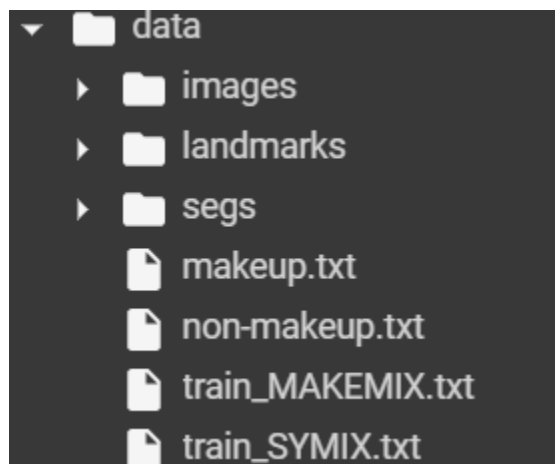 data
images
landmarks
segs
makeup.txt
non-makeup.txt
train_MAKEMIX.txt
train_SYMIX.txt